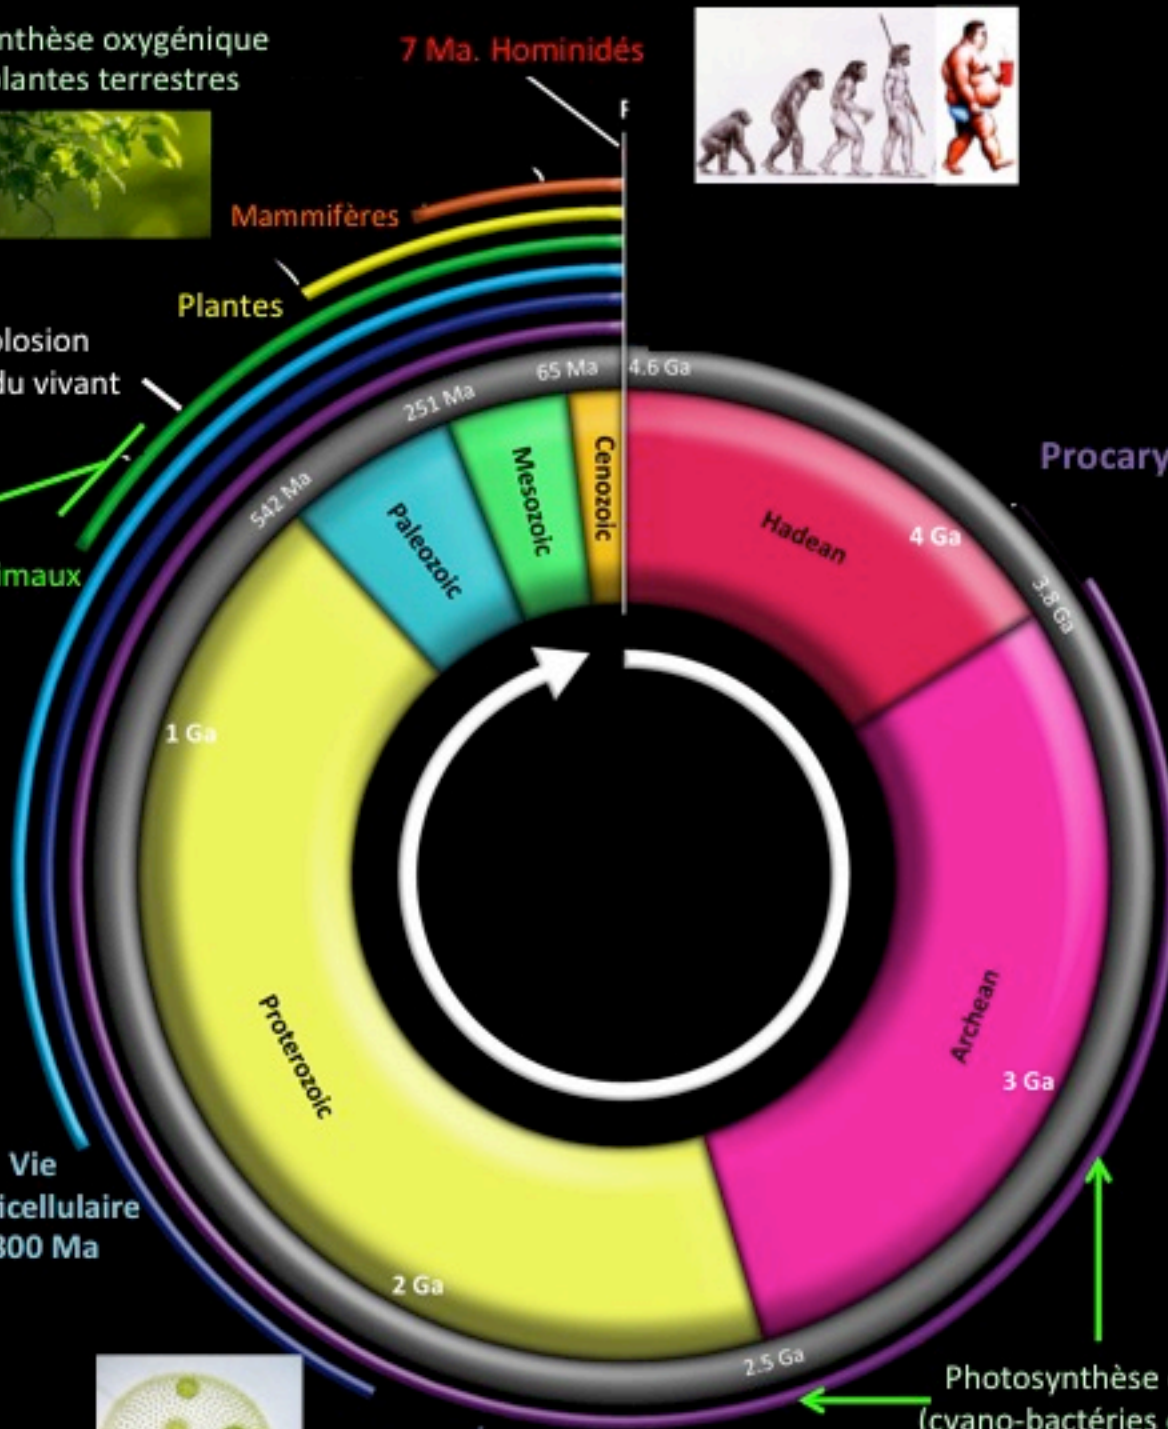 nthèse oxygénique
lantes terrestres
7 Ma. Hominidés
Mammifères
Plantes
losion
du vivant
imaux
65 Ma
4.6 Ga
251 Ma
542 Ma
Cenozoic
Mesozoic
Paleozoic
Hadean
4 Ga
3.8 Ga
Procary
1 Ga
Proterozoic
Archean
3 Ga
2 Ga
2.5 Ga
Vie
icellulaire
800 Ma
Photosynthèse
(cyano-bactéries